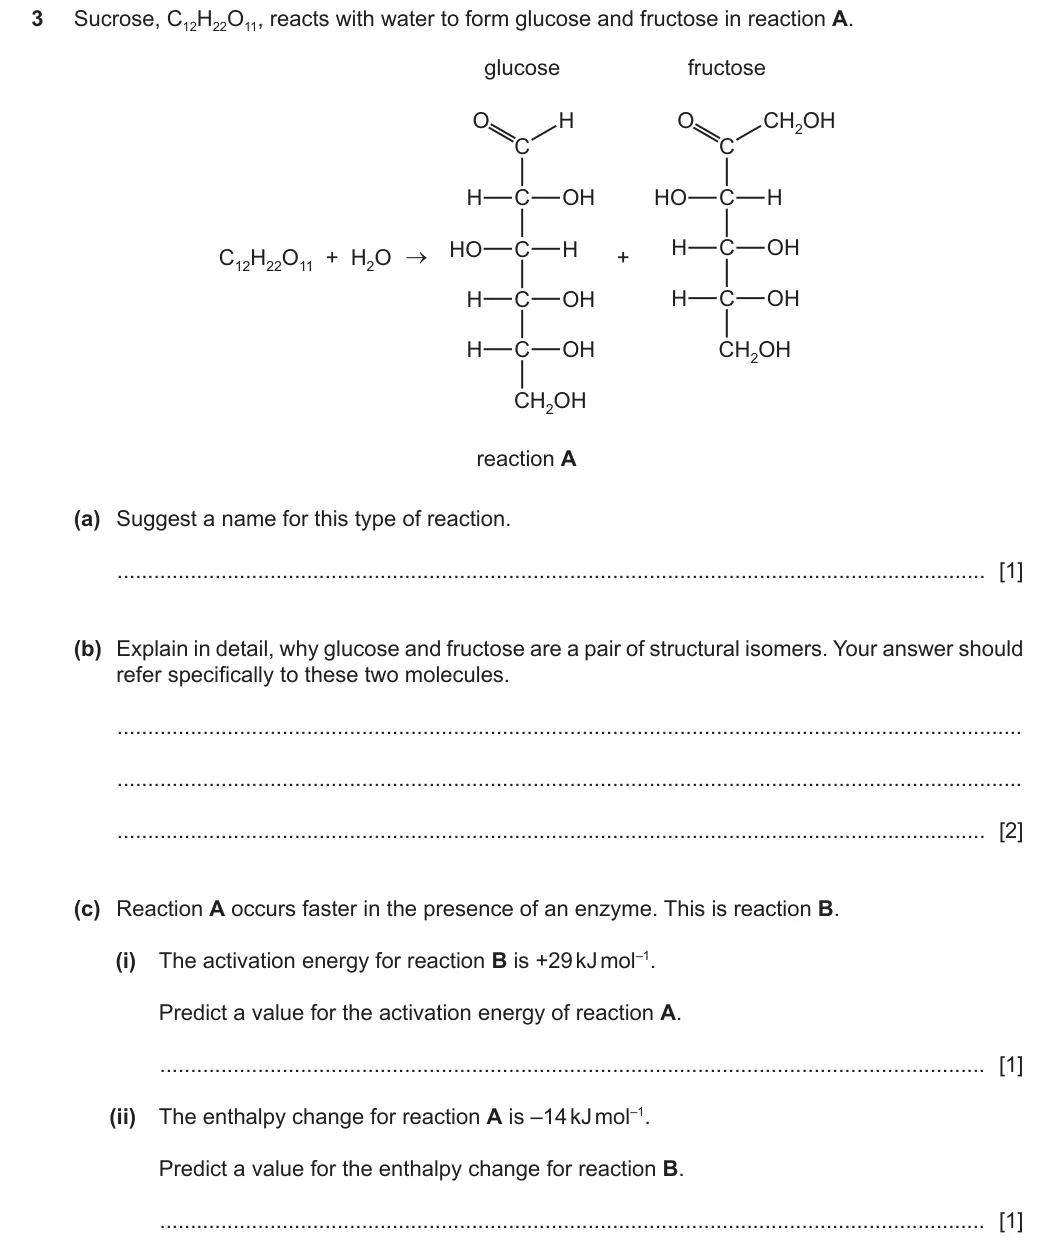 3 Sucrose, C₁₂H₂₂O₁₁, reacts with water to form glucose and fructose in reaction A.
glucose fructose
O H O CH₂OH
C C
H C OH HO C H
C₁₂H₂₂O₁₁ + H₂O → HO C H + H C OH
H C OH H C OH
H C OH CH₂OH
CH₂OH
reaction A
(a) Suggest a name for this type of reaction.
[1]
(b) Explain in detail, why glucose and fructose are a pair of structural isomers. Your answer should
refer specifically to these two molecules.
[2]
(c) Reaction A occurs faster in the presence of an enzyme. This is reaction B.
(i) The activation energy for reaction B is +29 kJ mol⁻¹.
Predict a value for the activation energy of reaction A.
[1]
(ii) The enthalpy change for reaction A is –14 kJ mol⁻¹.
Predict a value for the enthalpy change for reaction B.
[1]